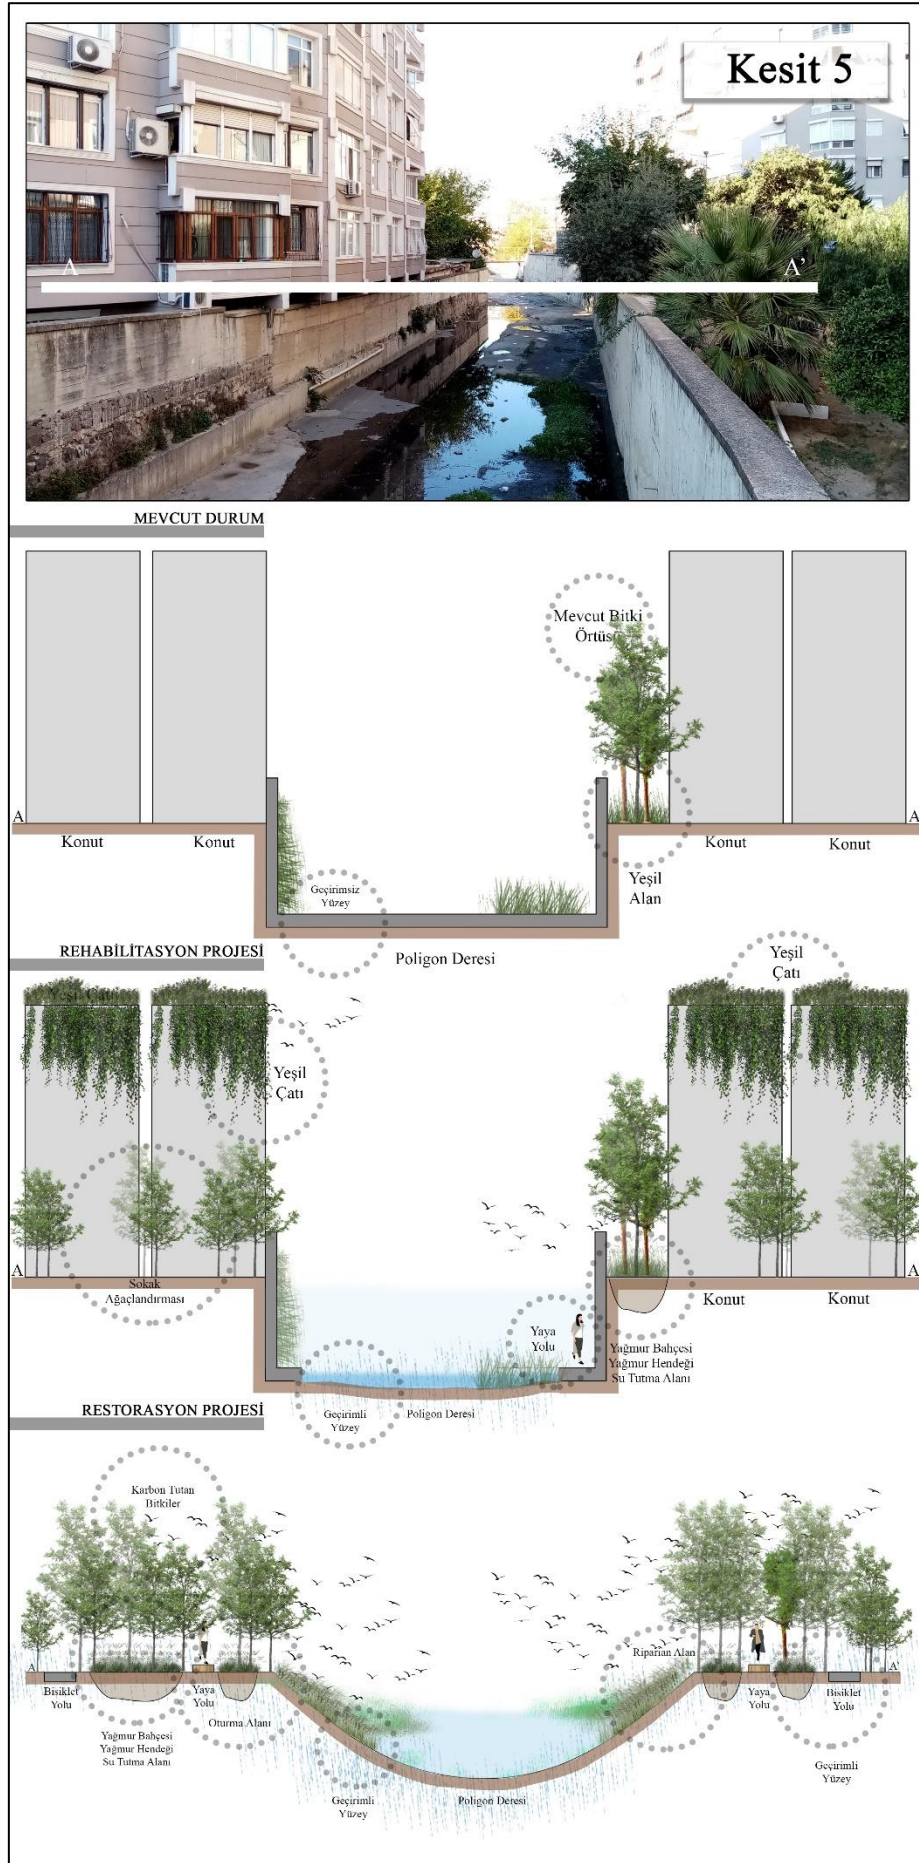 Kesit 5
A
A'
MEVCUT DURUM
Mevcut Bitki
Örtüsü
A
A
Konut
Konut
Geçirimsiz
Yüzey
Yeşil
Alan
Konut
Konut
Poligon Deresi
REHABİLİTASYON PROJESİ
Yeşil
Çatı
Yeşil Çatı
Yeşil
Çatı
A
A
Sokak
Ağaçlandırması
Yaya
Yolu
Konut
Konut
Yağmur Bahçesi
Yağmur Hendeği
Su Tutma Alanı
Geçirimli
Yüzey
Poligon Deresi
RESTORASYON PROJESİ
Karbon Tutan
Bitkiler
Riparian Alan
A
A'
Bisiklet
Yolu
Yaya
Yolu
Oturma Alanı
Yağmur Bahçesi
Yağmur Hendeği
Su Tutma Alanı
Yaya
Yolu
Bisiklet
Yolu
Geçirimli
Yüzey
Poligon Deresi
Geçirimli
Yüzey